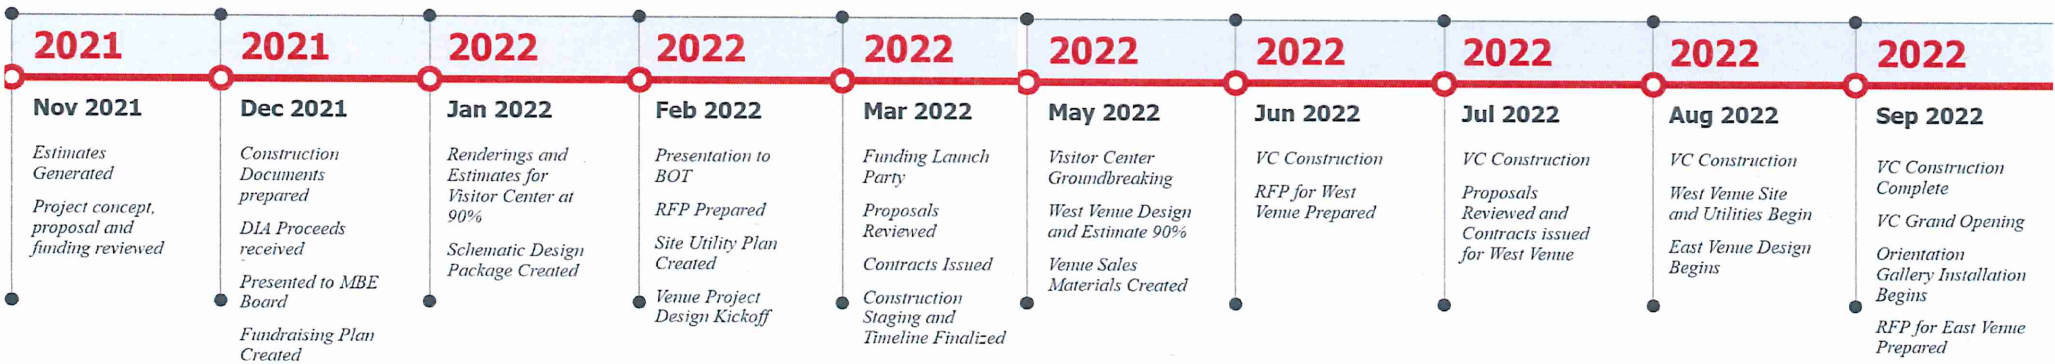 2021
Nov 2021
Estimates
Generated
Project concept,
proposal and
funding reviewed
2021
Dec 2021
Construction
Documents
prepared
DIA Proceeds
received
Presented to MBE
Board
Fundraising Plan
Created
2022
Jan 2022
Renderings and
Estimates for
Visitor Center at
90%
Schematic Design
Package Created
2022
Feb 2022
Presentation to
BOT
RFP Prepared
Site Utility Plan
Created
Venue Project
Design Kickoff
2022
Mar 2022
Funding Launch
Party
Proposals
Reviewed
Contracts Issued
Construction
Staging and
Timeline Finalized
2022
May 2022
Visitor Center
Groundbreaking
West Venue Design
and Estimate 90%
Venue Sales
Materials Created
2022
Jun 2022
VC Construction
RFP for West
Venue Prepared
2022
Jul 2022
VC Construction
Proposals
Reviewed and
Contracts issued
for West Venue
2022
Aug 2022
VC Construction
West Venue Site
and Utilities Begin
East Venue Design
Begins
2022
Sep 2022
VC Construction
Complete
VC Grand Opening
Orientation
Gallery Installation
Begins
RFP for East Venue
Prepared